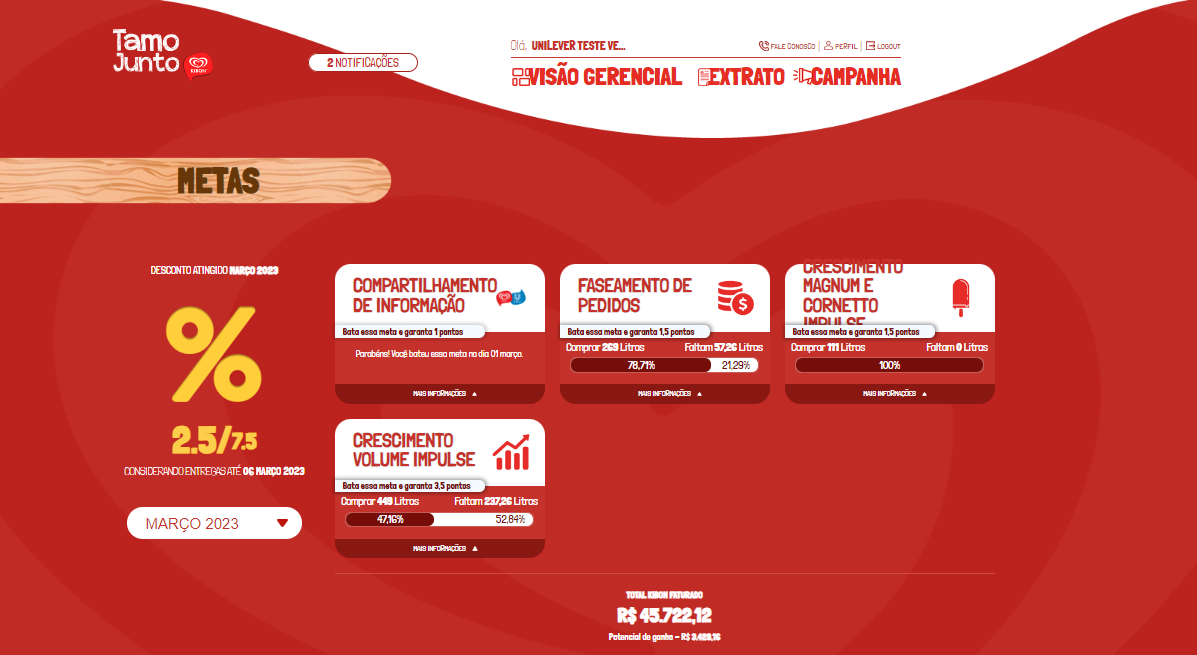 Tamo
Junto
KIBON
2 NOTIFICAÇÕES
Olá, UNILEVER TESTE VE...
FALE CONOSCO | PERFIL | LOGOUT
VISÃO GERENCIAL EXTRATO CAMPANHA
METAS
DESCONTO ATINGIDO MARÇO 2023
%
2.5/7.5
CONSIDERANDO ENTREGAS ATÉ 06 MARÇO 2023
MARÇO 2023
COMPARTILHAMENTO
DE INFORMAÇÃO
Bata essa meta e garanta 1 pontos
Parabéns! Você bateu essa meta no dia 01 março.
MAIS INFORMAÇÕES
FASEAMENTO DE
PEDIDOS
$
Bata essa meta e garanta 1,5 pontos
Comprar 269 Litros Faltam 57,26 Litros
78,71% 21,29%
MAIS INFORMAÇÕES
CRESCIMENTO
MAGNUM E
CORNETTO
IMPULSE
Bata essa meta e garanta 1,5 pontos
Comprar 111 Litros Faltam 0 Litros
100%
MAIS INFORMAÇÕES
CRESCIMENTO
VOLUME IMPULSE
Bata essa meta e garanta 3,5 pontos
Comprar 449 Litros Faltam 237,26 Litros
47,16% 52,84%
MAIS INFORMAÇÕES
TOTAL KIBON FATURADO
R$ 45.722,12
Potencial de ganho – R$ 3.429,16